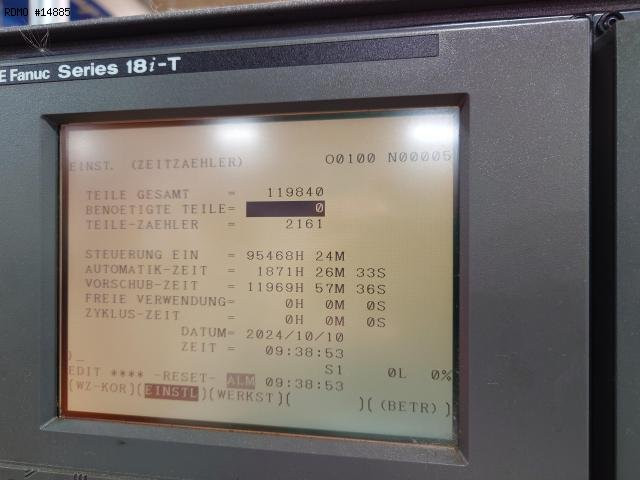 RDMO #14885
E Fanuc Series 18i-T
EINST. (ZEITZAEHLER) O0100 N00005
TEILE GESAMT = 119840
BENOETIGTE TEILE= 0
TEILE-ZAEHLER = 2161
STEUERUNG EIN = 95468H 24M
AUTOMATIK-ZEIT = 1871H 26M 33S
VORSCHUB-ZEIT = 11969H 57M 36S
FREIE VERWENDUNG= 0H 0M 0S
ZYKLUS-ZEIT = 0H 0M 0S
DATUM= 2024/10/10
ZEIT = 09:38:53
)_
S1 0L 0%
EDIT **** -RESET- ALM 09:38:53
(WZ-KOR)(EINSTL)(WERKST)( )( (BETR) )